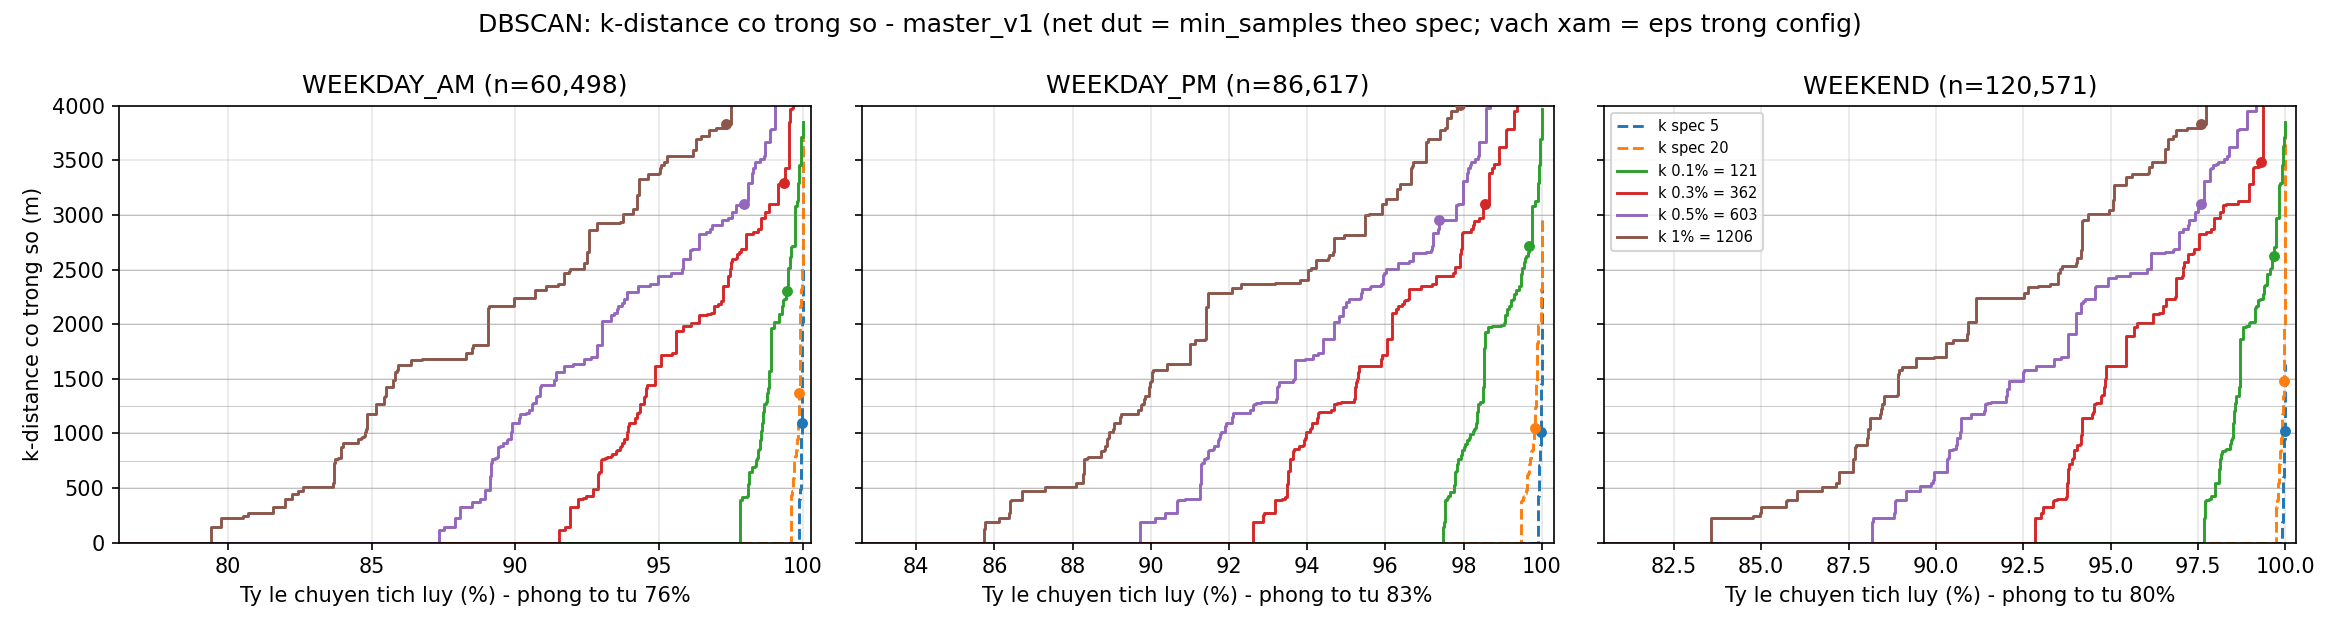 DBSCAN: k-distance co trong so - master_v1 (net dut = min_samples theo spec; vach xam = eps trong config)
WEEKDAY_AM (n=60,498)
WEEKDAY_PM (n=86,617)
WEEKEND (n=120,571)
k-distance co trong so (m)
4000
3500
3000
2500
2000
1500
1000
500
0
k spec 5
k spec 20
k 0.1% = 121
k 0.3% = 362
k 0.5% = 603
k 1% = 1206
80 85 90 95 100
84 86 88 90 92 94 96 98 100
82.5 85.0 87.5 90.0 92.5 95.0 97.5 100.0
Ty le chuyen tich luy (%) - phong to tu 76%
Ty le chuyen tich luy (%) - phong to tu 83%
Ty le chuyen tich luy (%) - phong to tu 80%